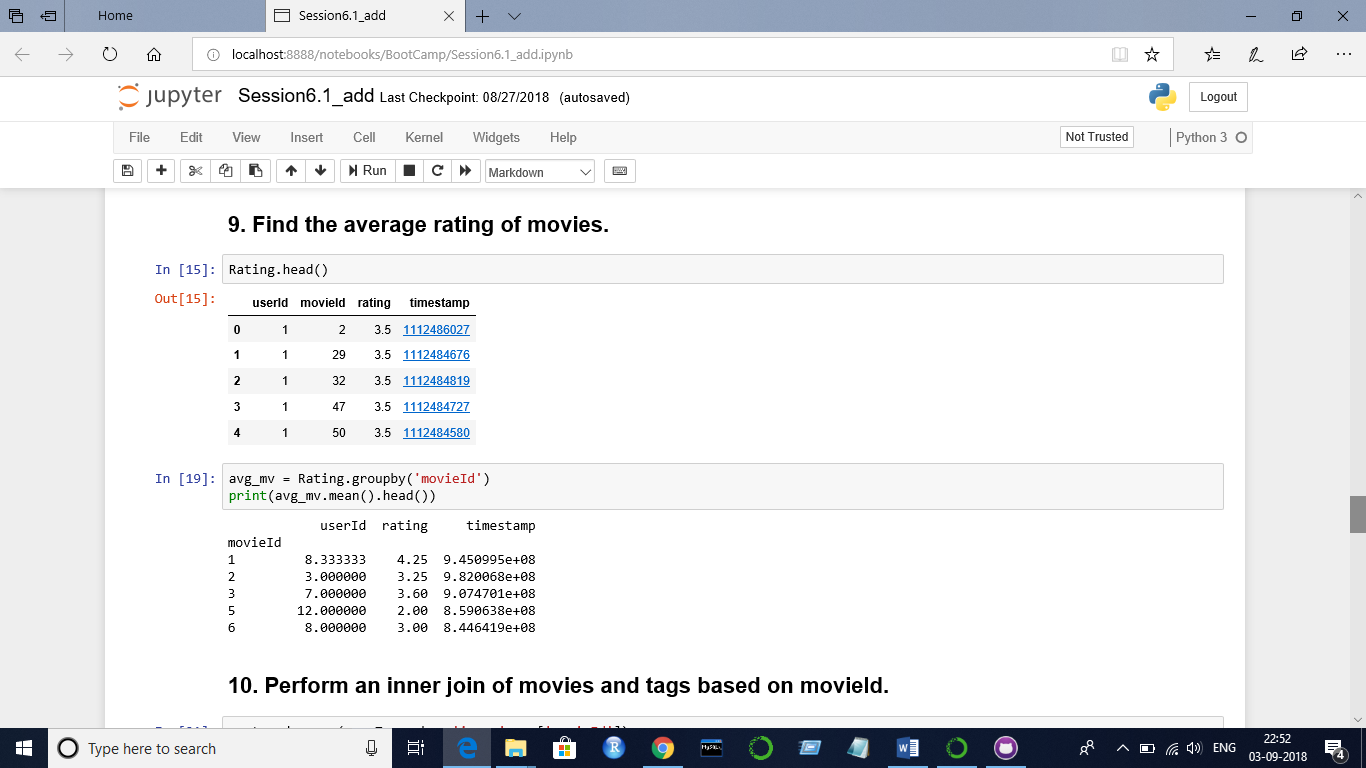 Home
Session6.1_add
localhost:8888/notebooks/BootCamp/Session6.1_add.ipynb
jupyter Session6.1_add Last Checkpoint: 08/27/2018 (autosaved)
Logout
File Edit View Insert Cell Kernel Widgets Help
Not Trusted
Python 3
Run
Markdown
9. Find the average rating of movies.
In [15]: Rating.head()
Out[15]:
userId movieId rating timestamp
0 1 2 3.5 1112486027
1 1 29 3.5 1112484676
2 1 32 3.5 1112484819
3 1 47 3.5 1112484727
4 1 50 3.5 1112484580
In [19]: avg_mv = Rating.groupby('movieId')
print(avg_mv.mean().head())
userId rating timestamp
movieId
1 8.333333 4.25 9.450995e+08
2 3.000000 3.25 9.820068e+08
3 7.000000 3.60 9.074701e+08
5 12.000000 2.00 8.590638e+08
6 8.000000 3.00 8.446419e+08
10. Perform an inner join of movies and tags based on movieId.
Type here to search
R
MySQL
W
ENG
22:52
03-09-2018
4